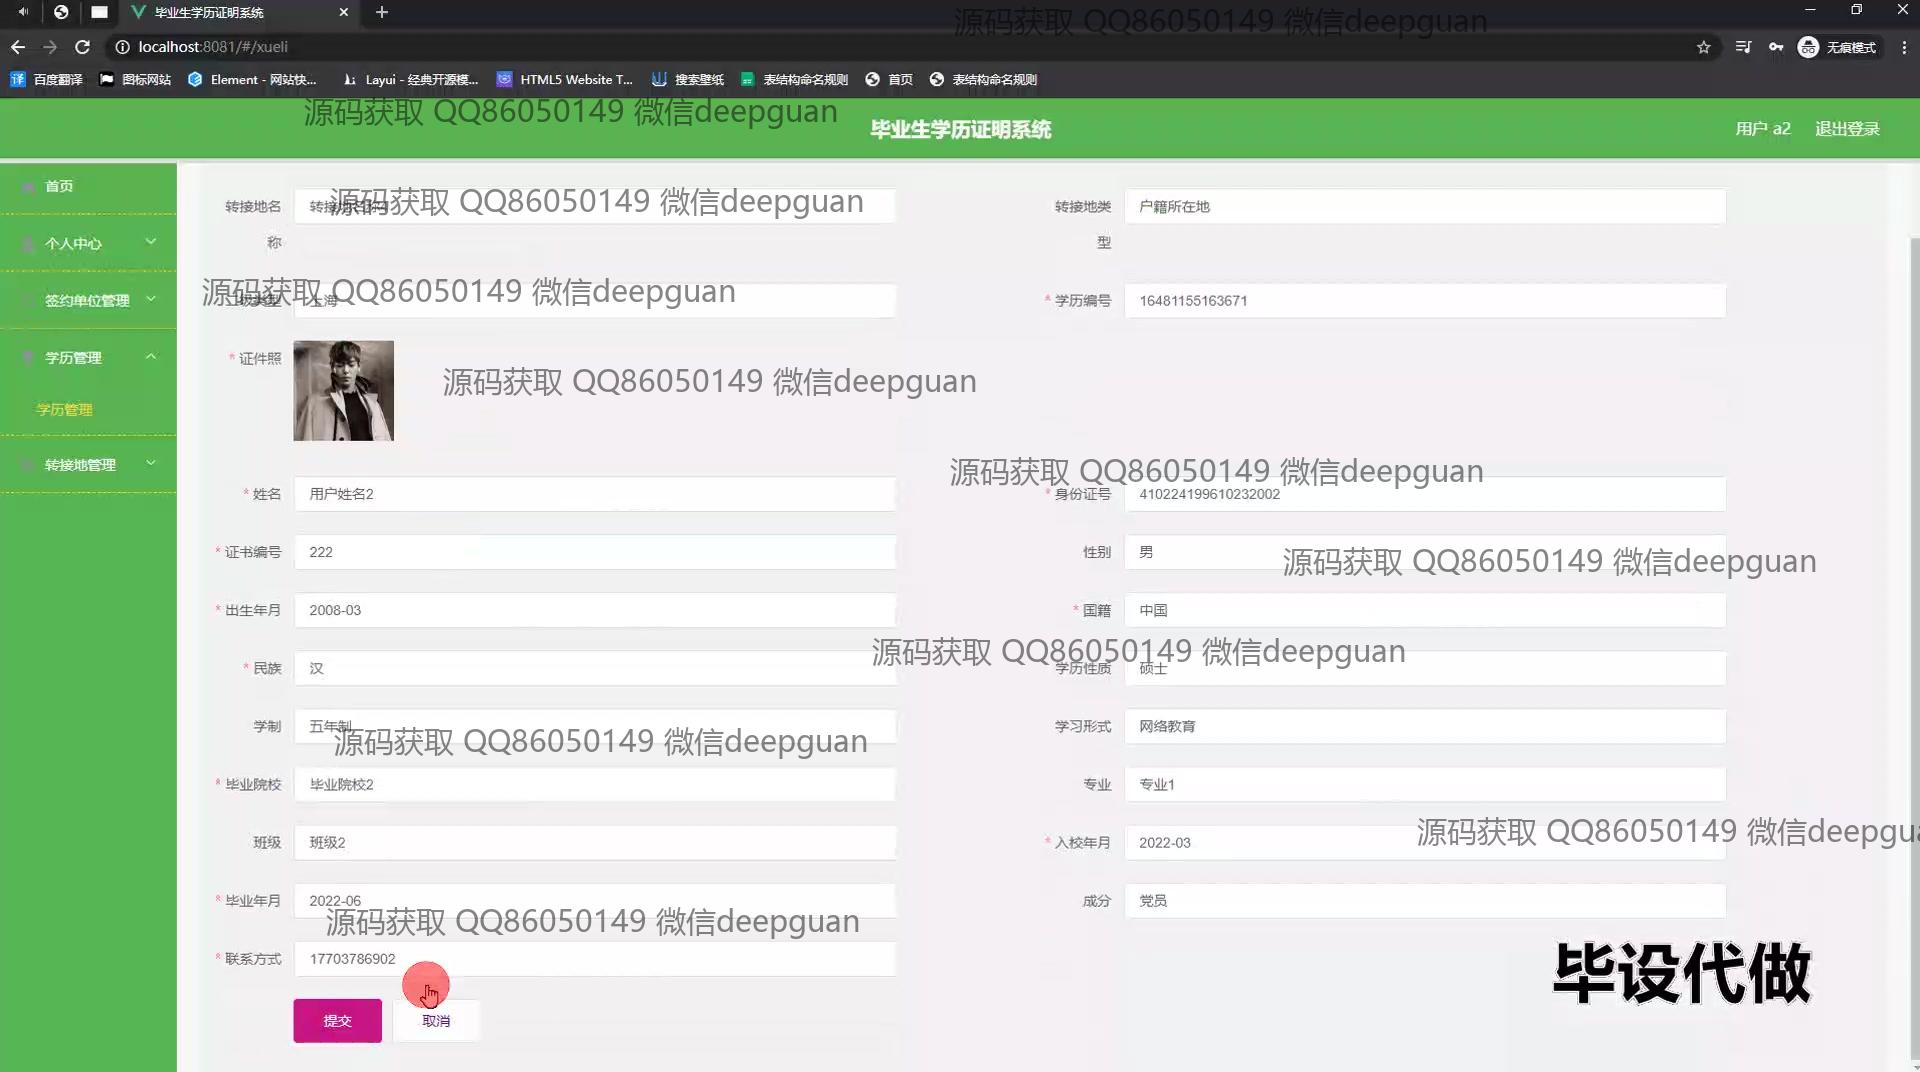 毕业生学历证明系统
localhost:8081/#/xueli
无痕模式
百度翻译 图标网站 Element - 网站快... Layui - 经典开源模... HTML5 Website T... 搜索壁纸 表结构命名规则 首页 表结构命名规则
源码获取 QQ86050149 微信deepguan
源码获取 QQ86050149 微信deepguan
毕业生学历证明系统
用户 a2 退出登录
首页
个人中心
签约单位管理
学历管理
学历管理
转接地管理
转接地名称
源码获取 QQ86050149 微信deepguan
转接地类型 户籍所在地
源码获取 QQ86050149 微信deepguan
上海
* 学历编号 16481155163671
* 证件照
源码获取 QQ86050149 微信deepguan
源码获取 QQ86050149 微信deepguan
* 姓名 用户姓名2
* 身份证号 410224199610232002
* 证书编号 222
性别 男
源码获取 QQ86050149 微信deepguan
* 出生年月 2008-03
* 国籍 中国
源码获取 QQ86050149 微信deepguan
* 民族 汉
学历性质 硕士
学制 五年制
学习形式 网络教育
源码获取 QQ86050149 微信deepguan
* 毕业院校 毕业院校2
专业 专业1
班级 班级2
* 入校年月 2022-03
源码获取 QQ86050149 微信deepgua
* 毕业年月 2022-06
成分 党员
源码获取 QQ86050149 微信deepguan
* 联系方式 17703786902
毕设代做
提交 取消